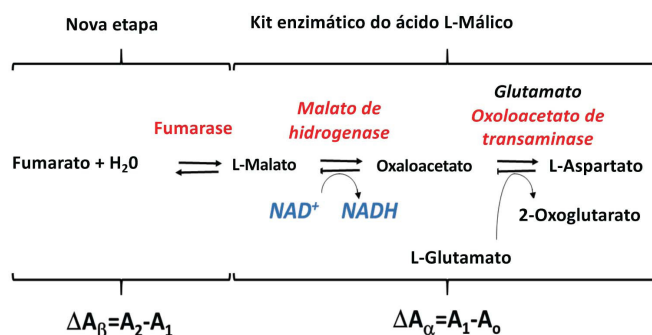 Nova etapa
Kit enzimático do ácido L-Málico
Fumarase
Malato de
hidrogenase
Glutamato
Oxoloacetato de
transaminase
Fumarato + H₂0
L-Malato
Oxaloacetato
L-Aspartato
NAD⁺
NADH
2-Oxoglutarato
L-Glutamato
ΔAβ=A₂-A₁
ΔAα=A₁-Aₒ